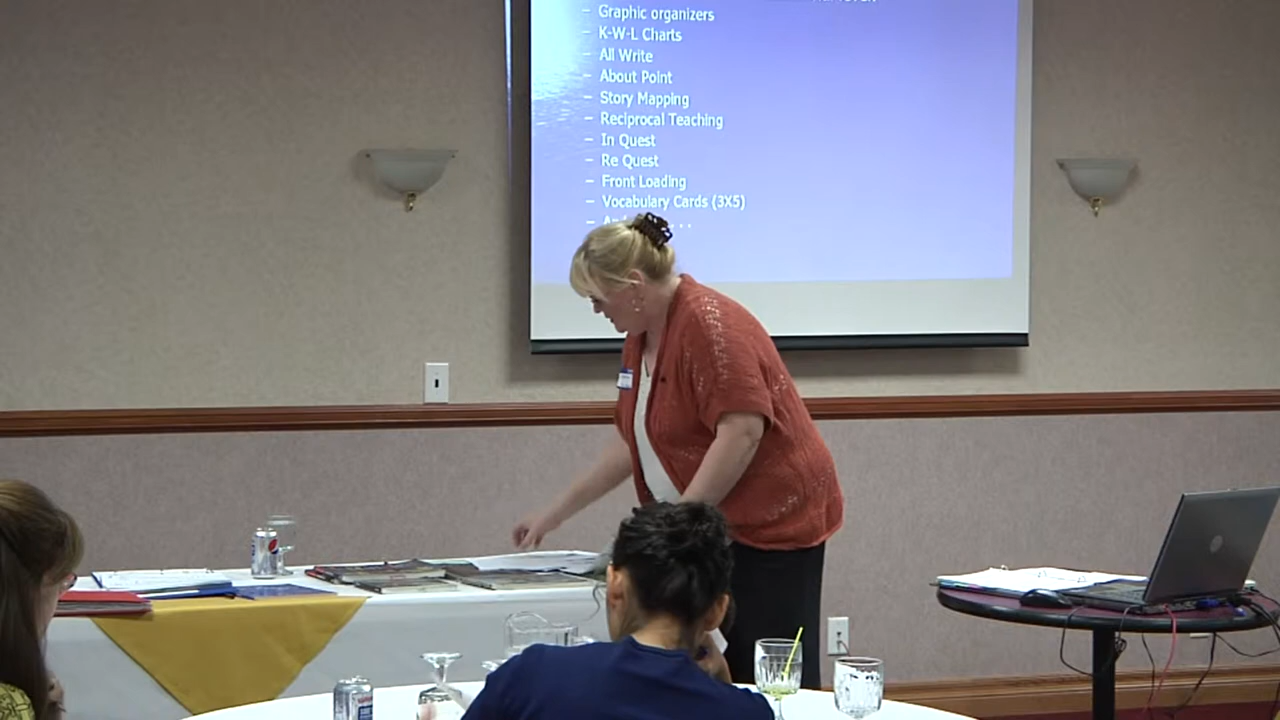 – Graphic organizers
– K-W-L Charts
– All Write
– About Point
– Story Mapping
– Reciprocal Teaching
– In Quest
– Re Quest
– Front Loading
– Vocabulary Cards (3X5)